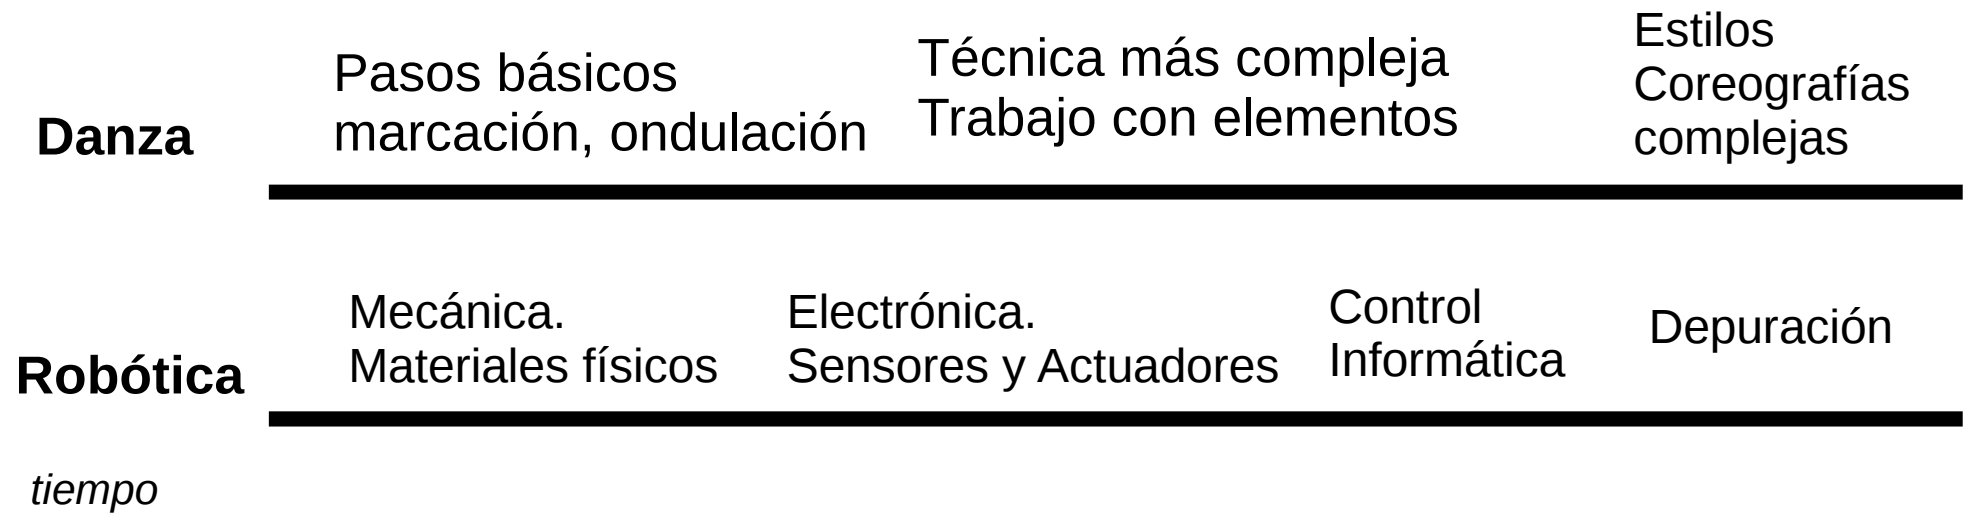 Danza
Pasos básicos
marcación, ondulación
Técnica más compleja
Trabajo con elementos
Estilos
Coreografías
complejas
Robótica
Mecánica.
Materiales físicos
Electrónica.
Sensores y Actuadores
Control
Informática
Depuración
tiempo